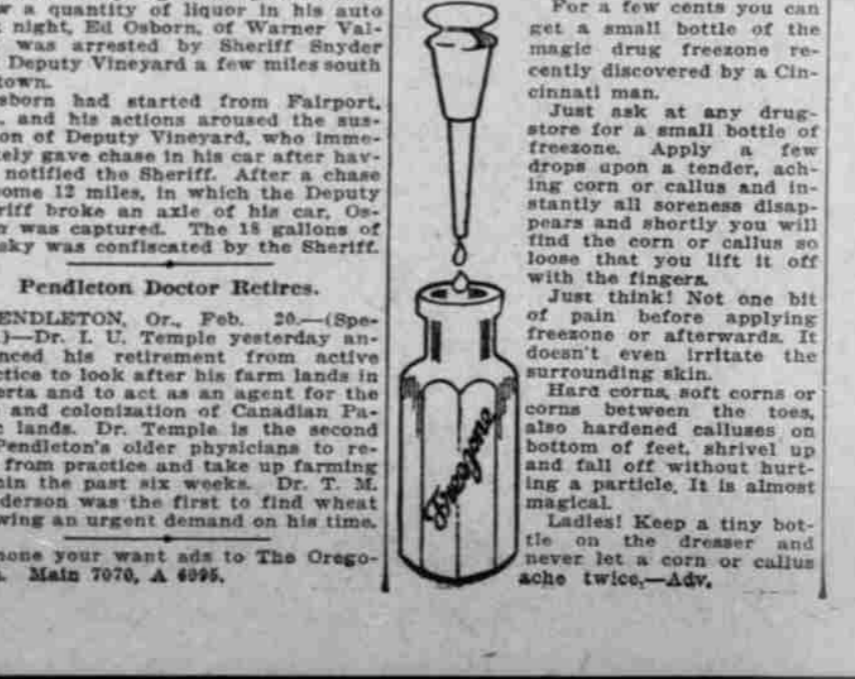 w a quantity of liquor in his auto
night, Ed Osborn, of Warner Val-
was arrested by Sheriff Snyder
Deputy Vineyard a few miles south
town.
sborn had started from Fairport,
, and his actions aroused the sus-
on of Deputy Vineyard, who imme-
tely gave chase in his car after hav-
notified the Sheriff. After a chase
ome 12 miles, in which the Deputy
riff broke an axle of his car, Os-
was captured. The 18 gallons of
sky was confiscated by the Sheriff.
Pendleton Doctor Retires.
ENDLETON, Or., Feb. 20.—(Spe-
)—Dr. I. U. Temple yesterday an-
nced his retirement from active
ctice to look after his farm lands in
erta and to act as an agent for the
and colonization of Canadian Pa-
lands. Dr. Temple is the second
Pendleton's older physicians to re-
from practice and take up farming
hin the past six weeks. Dr. T. M.
derson was the first to find wheat
wing an urgent demand on his time.
hone your want ads to The Orego-
. Main 7070, A 6095.
Freezone
For a few cents you can
get a small bottle of the
magic drug freezone re-
cently discovered by a Cin-
cinnati man.
Just ask at any drug-
store for a small bottle of
freezone. Apply a few
drops upon a tender, ach-
ing corn or callus and in-
stantly all soreness disap-
pears and shortly you will
find the corn or callus so
loose that you lift it off
with the fingers.
Just think! Not one bit
of pain before applying
freezone or afterwards. It
doesn't even irritate the
surrounding skin.
Hard corns, soft corns or
corns between the toes,
also hardened calluses on
bottom of feet, shrivel up
and fall off without hurt-
ing a particle. It is almost
magical.
Ladies! Keep a tiny bot-
tle on the dresser and
never let a corn or callus
ache twice.—Adv.